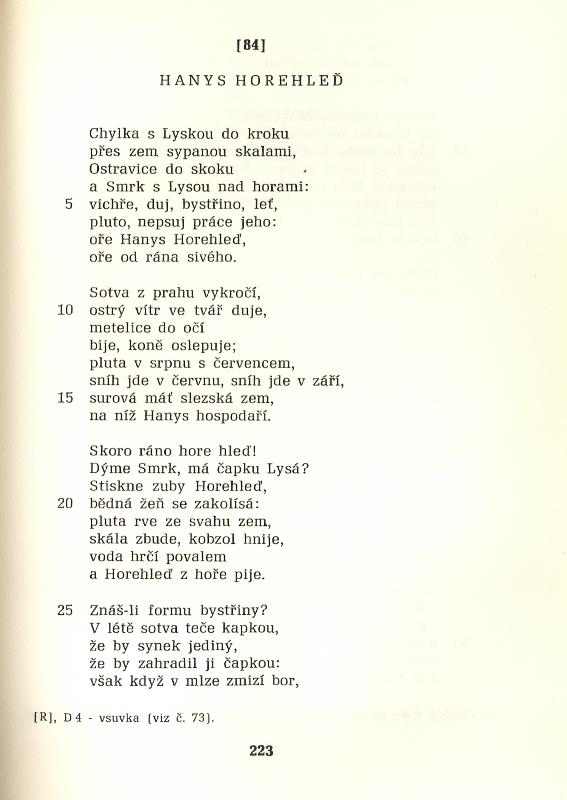 [84]
HANYS HOREHLEĎ
Chylka s Lyskou do kroku
přes zem sypanou skalami,
Ostravice do skoku
a Smrk s Lysou nad horami:
5 vichře, duj, bystřino, leť,
pluto, nepsuj práce jeho:
oře Hanys Horehleď,
oře od rána sivého.
Sotva z prahu vykročí,
10 ostrý vítr ve tvář duje,
metelice do očí
bije, koně oslepuje;
pluta v srpnu s červencem,
sníh jde v červnu, sníh jde v září,
15 surová máť slezská zem,
na níž Hanys hospodaří.
Skoro ráno hore hleď!
Dýme Smrk, má čapku Lysá?
Stiskne zuby Horehleď,
20 bědná žeň se zakolísá:
pluta rve ze svahu zem,
skála zbude, kobzol hnije,
voda hrčí povalem
a Horehleď z hoře pije.
25 Znáš-li formu bystřiny?
V létě sotva teče kapkou,
že by synek jediný,
že by zahradil ji čapkou:
však když v mlze zmizí bor,
[R], D 4 - vsuvka (viz č. 73).
223